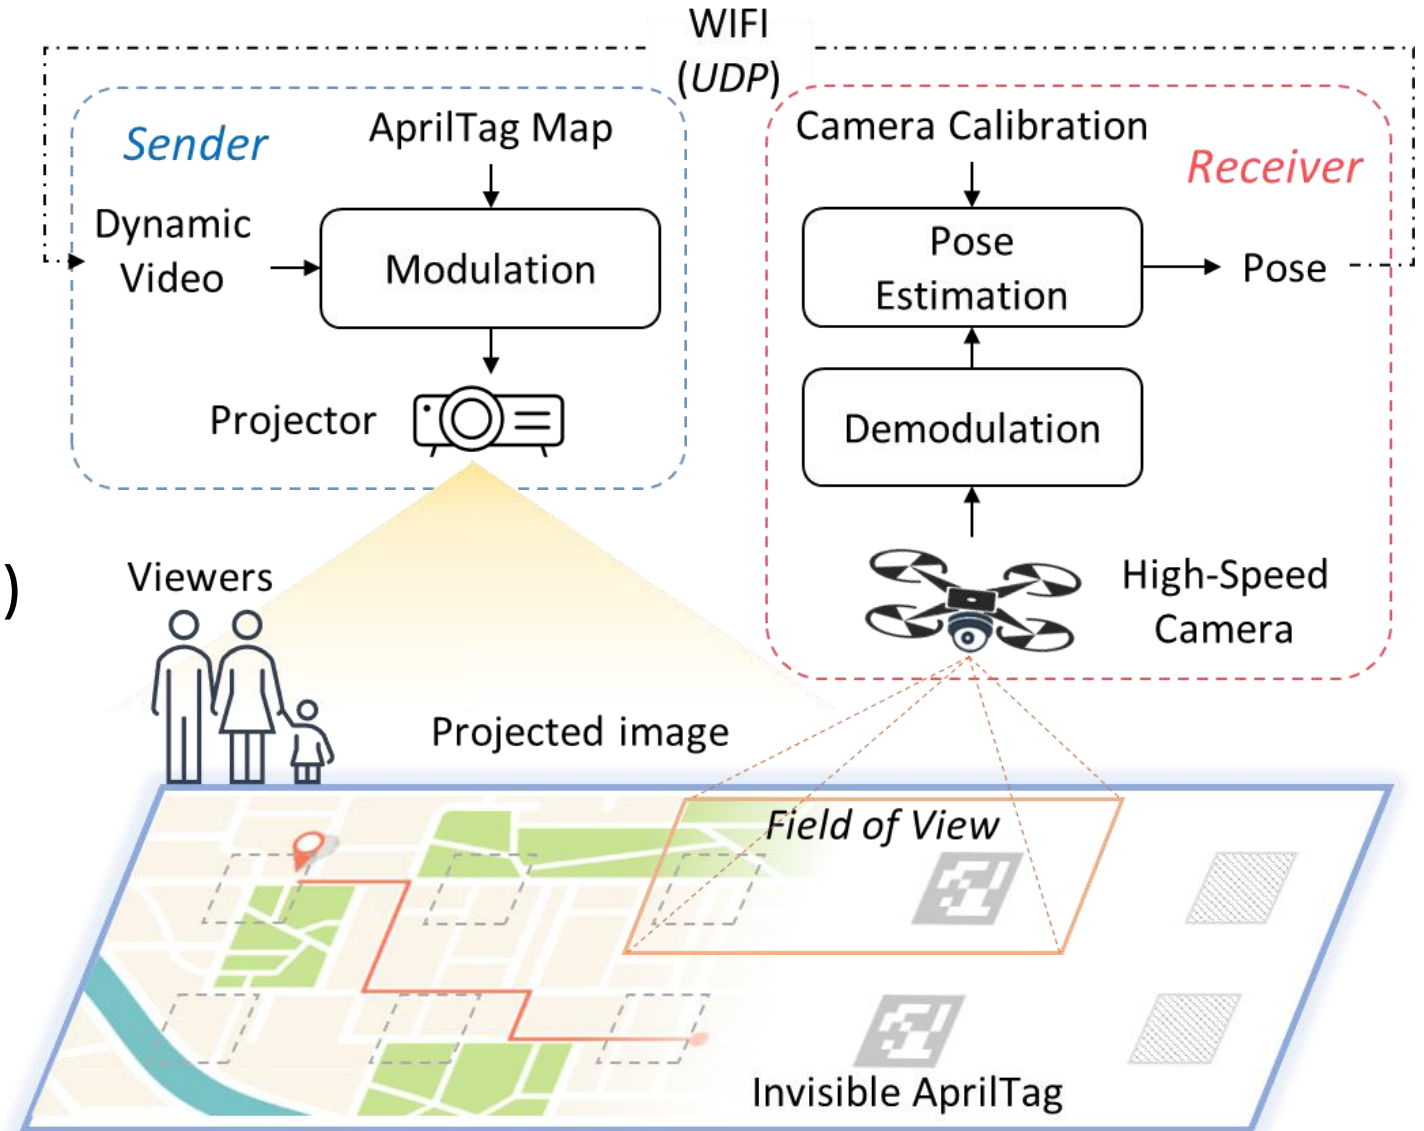 WIFI
(UDP)
Sender
AprilTag Map
Dynamic
Video
Modulation
Projector
Camera Calibration
Receiver
Pose
Estimation
Pose
Demodulation
High-Speed
Camera
)
Viewers
Projected image
Field of View
Invisible AprilTag